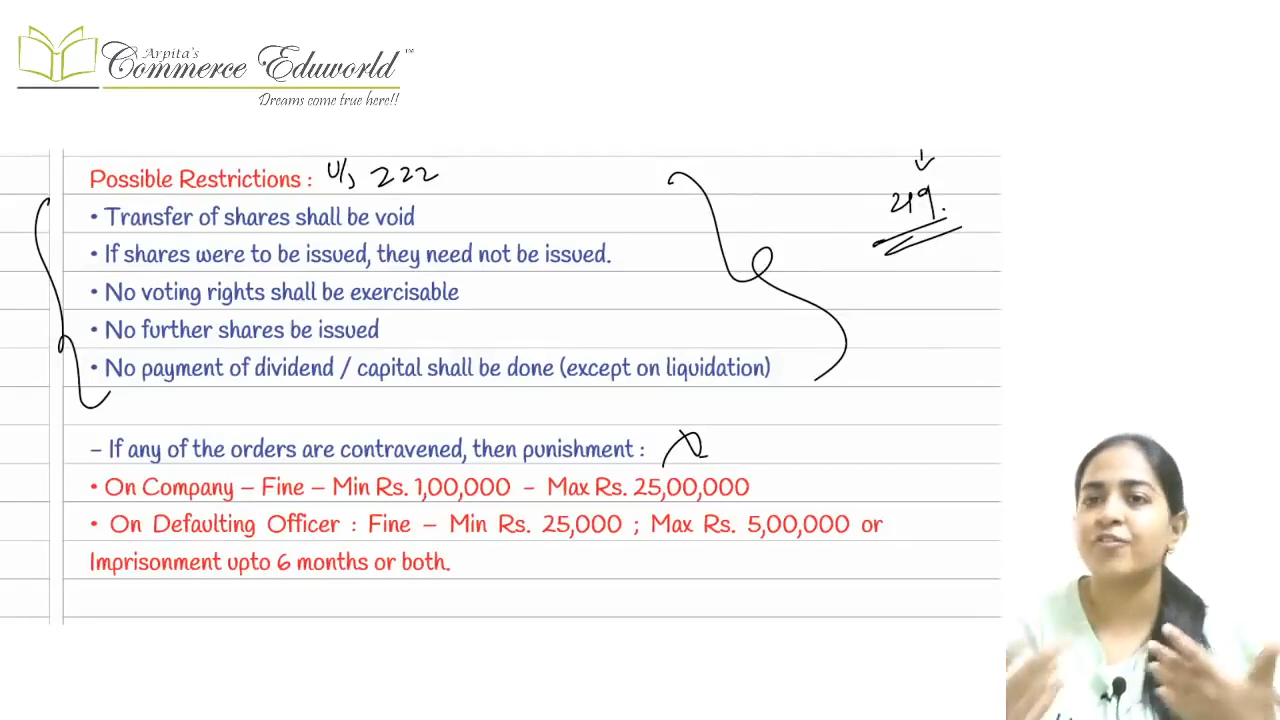 Arpita's
Commerce Eduworld™
Dreams come true here!!
Possible Restrictions : U/s 222
219.
• Transfer of shares shall be void
• If shares were to be issued, they need not be issued.
• No voting rights shall be exercisable
• No further shares be issued
• No payment of dividend / capital shall be done (except on liquidation)
– If any of the orders are contravened, then punishment :
• On Company – Fine – Min Rs. 1,00,000 – Max Rs. 25,00,000
• On Defaulting Officer : Fine – Min Rs. 25,000 ; Max Rs. 5,00,000 or
Imprisonment upto 6 months or both.